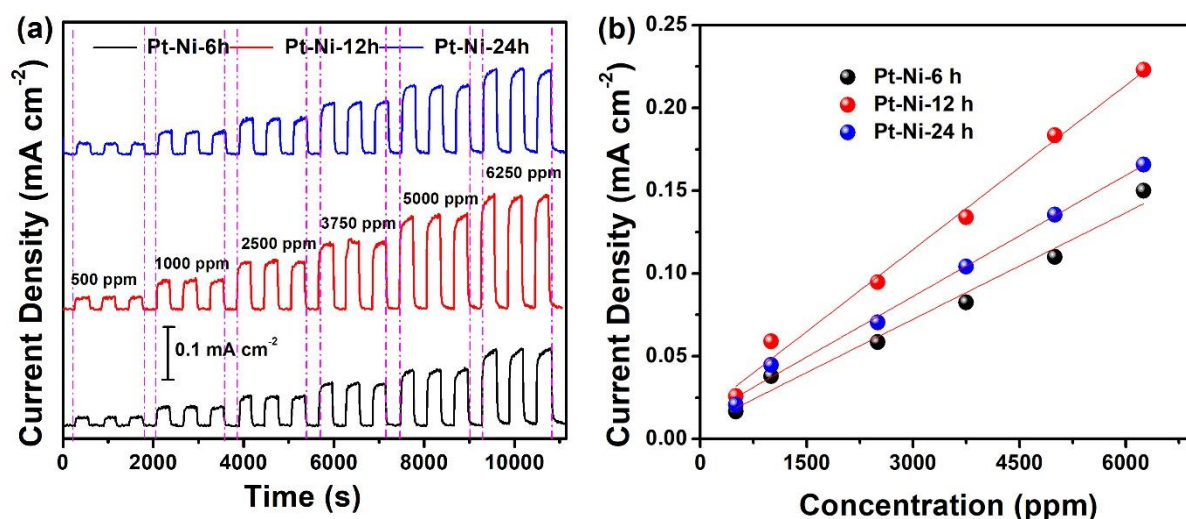 (a)
Pt-Ni-6h Pt-Ni-12h Pt-Ni-24h
Current Density (mA cm-2)
500 ppm
1000 ppm
2500 ppm
3750 ppm
5000 ppm
6250 ppm
0.1 mA cm-2
0 2000 4000 6000 8000 10000
Time (s)
(b)
Pt-Ni-6 h
Pt-Ni-12 h
Pt-Ni-24 h
Current Density (mA cm-2)
0.25
0.20
0.15
0.10
0.05
0.00
0 1500 3000 4500 6000
Concentration (ppm)